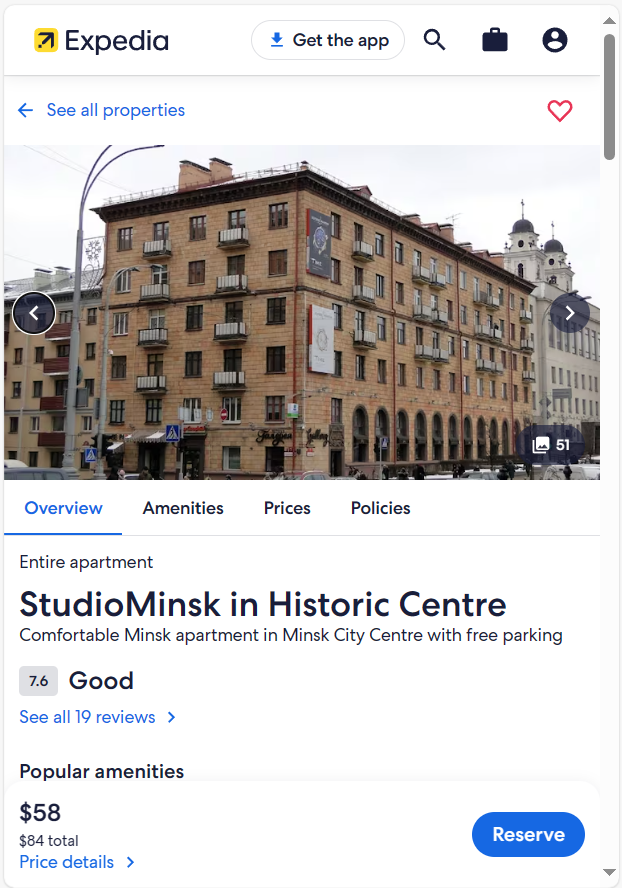 Expedia
Get the app
See all properties
51
Overview
Amenities
Prices
Policies
Entire apartment
StudioMinsk in Historic Centre
Comfortable Minsk apartment in Minsk City Centre with free parking
7.6 Good
See all 19 reviews
Popular amenities
$58
$84 total
Price details
Reserve